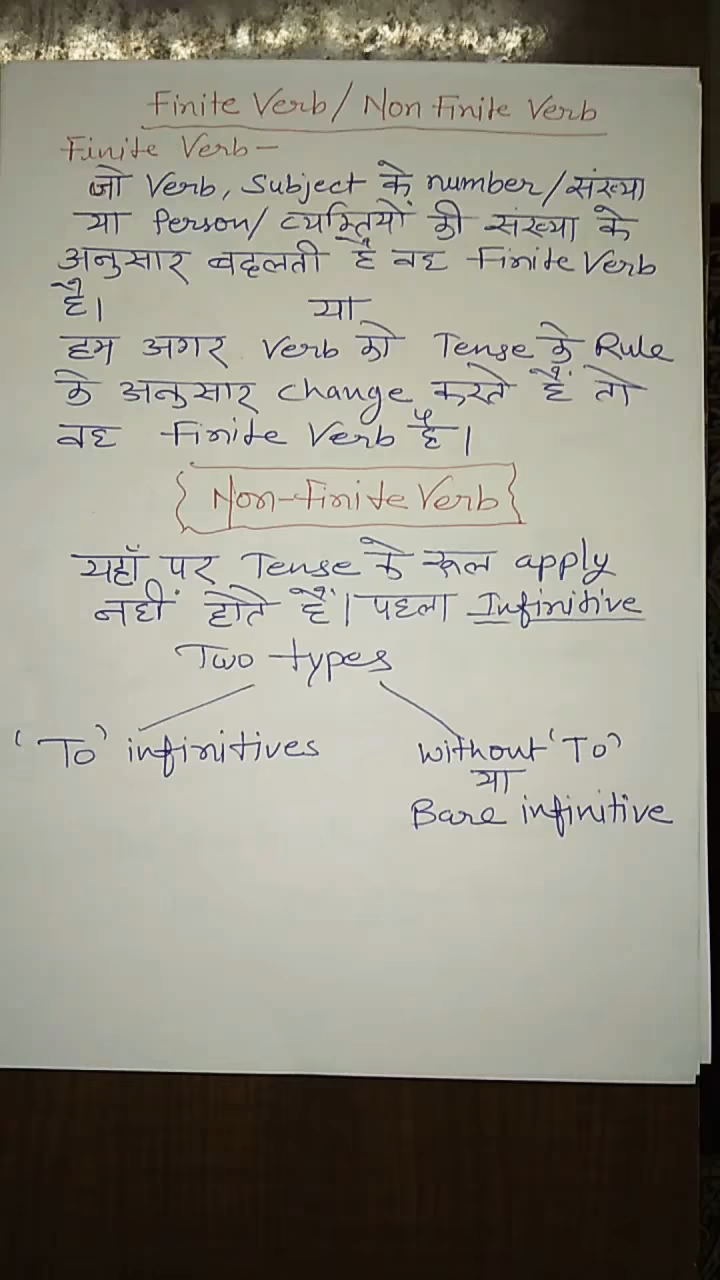 Finite Verb / Non Finite Verb
Finite Verb -
जो Verb, Subject के number/संख्या
या Person/ व्यक्तियों की संख्या के
अनुसार बदलती है वह Finite Verb
है।
या
हम अगर Verb को Tense के Rule
के अनुसार change करते हैं तो
वह Finite Verb है।
{Non-Finite Verb}
यहाँ पर Tense के रूल apply
नहीं होते हैं। पहला Infinitive
Two types
'To' infinitives
without 'To'
या
Bare infinitive